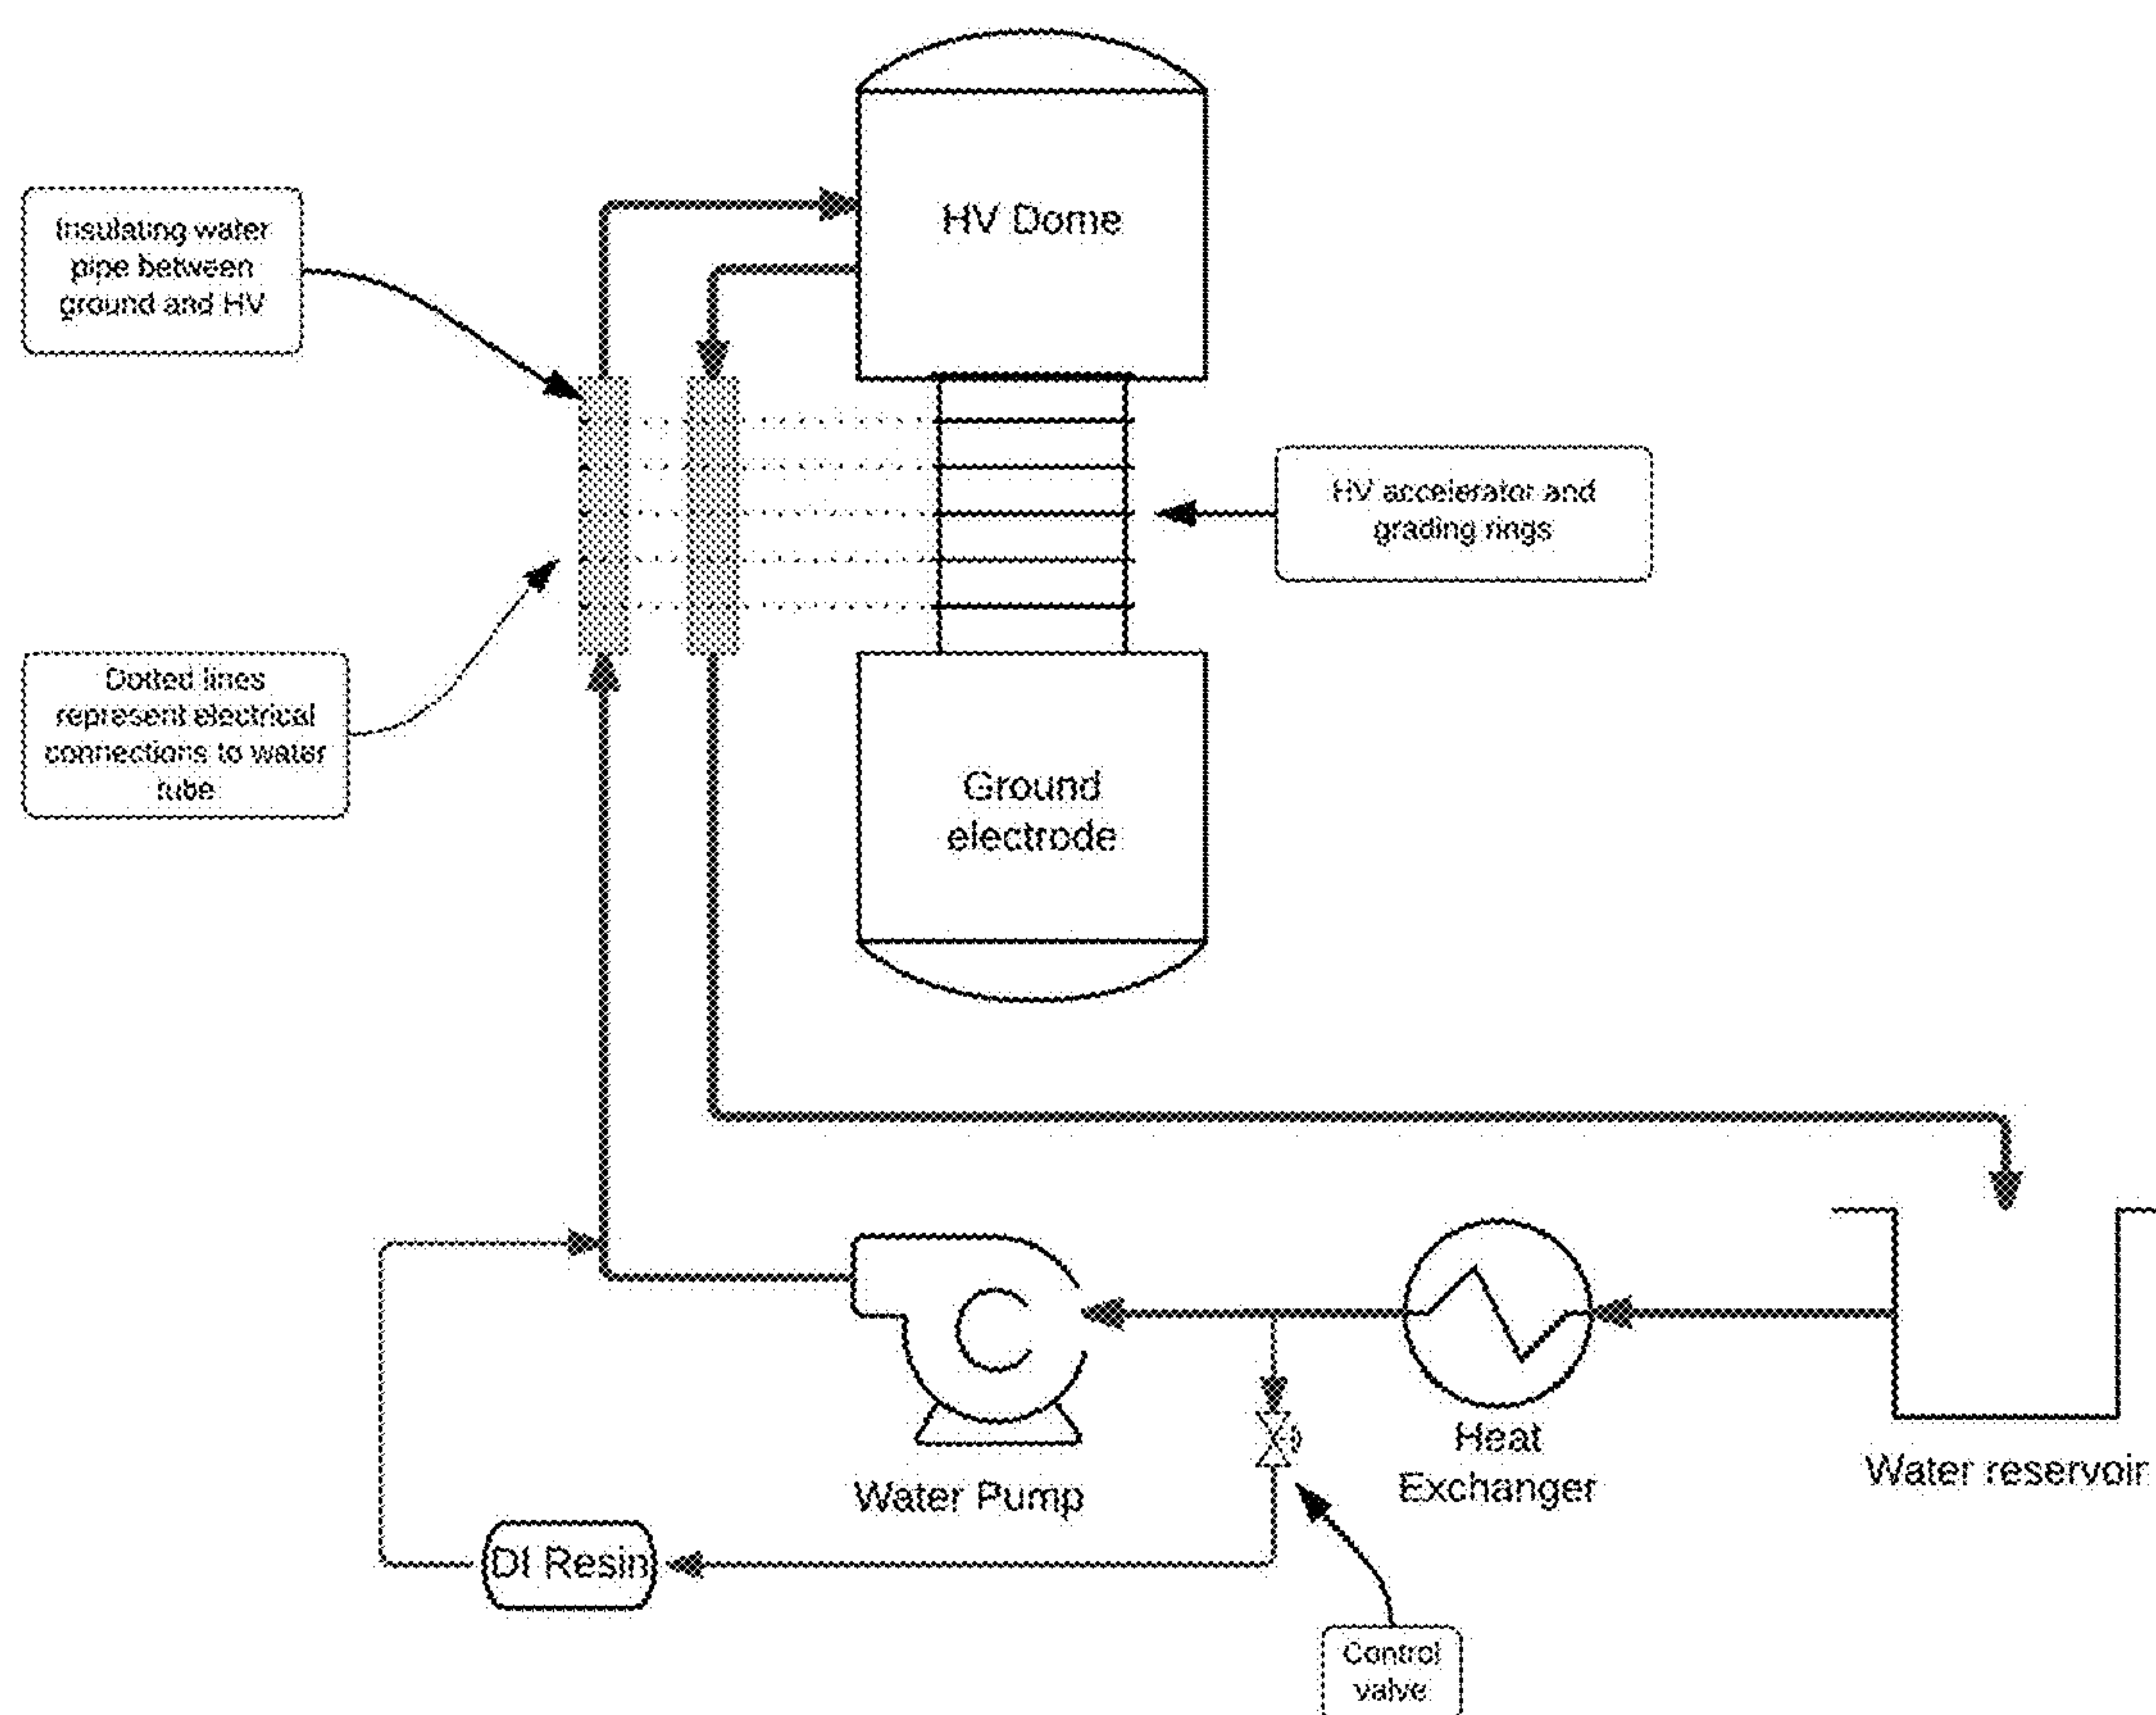 HV Dome
Insulating water
pipe between
ground and HV
HV accelerator and
grading rings
Dotted lines
represent electrical
connections to water
tube
Ground
electrode
Heat
Exchanger
Water reservoir
Water Pump
DI Resin
Control
valve